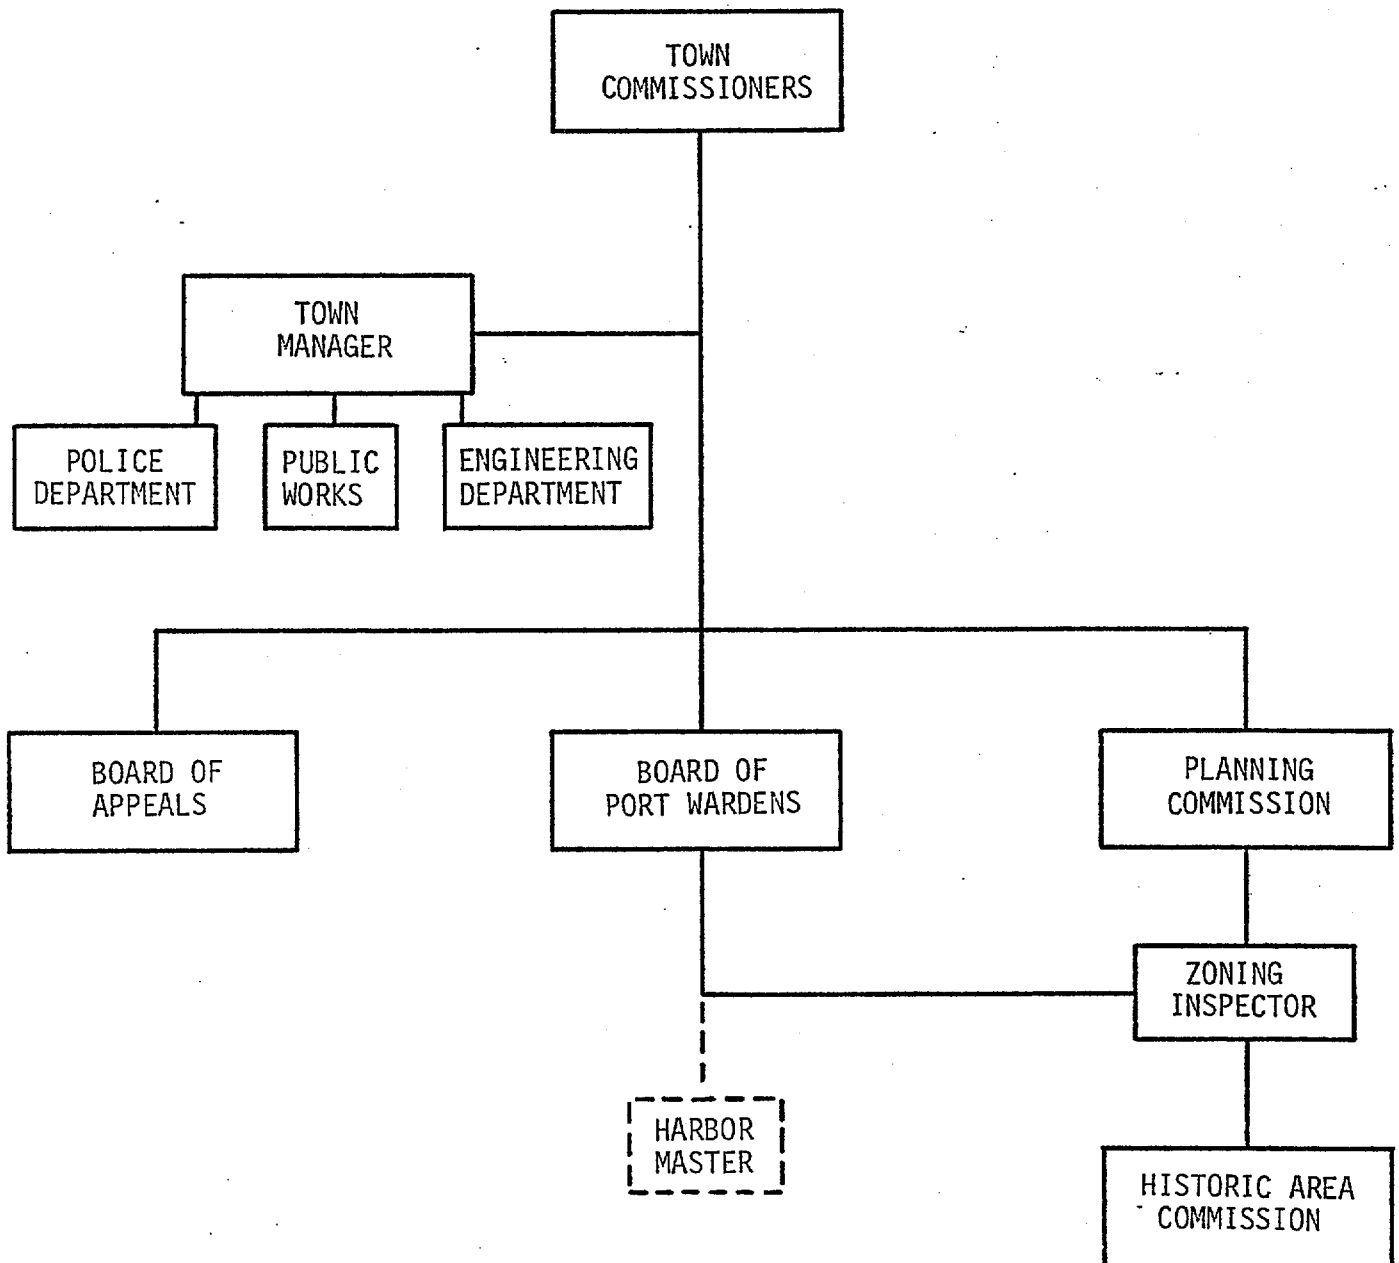 TOWN
COMMISSIONERS
TOWN
MANAGER
POLICE
DEPARTMENT
PUBLIC
WORKS
ENGINEERING
DEPARTMENT
BOARD OF
APPEALS
BOARD OF
PORT WARDENS
PLANNING
COMMISSION
ZONING
INSPECTOR
HARBOR
MASTER
HISTORIC AREA
COMMISSION